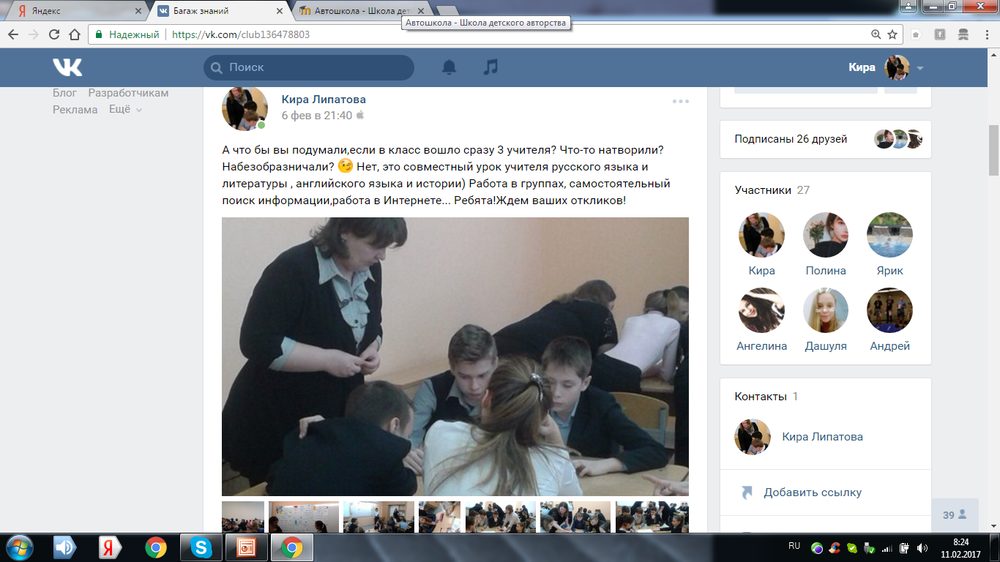 Яндекс
Багаж знаний
Автошкола - Школа дет
Автошкола - Школа детского авторства
Надежный
https://vk.com/club136478803
Поиск
Кира
Блог Разработчикам
Реклама Ещё
Кира Липатова
6 фев в 21:40
А что бы вы подумали,если в класс вошло сразу 3 учителя? Что-то натворили?
Набезобразничали? Нет, это совместный урок учителя русского языка и
литературы , английского языка и истории) Работа в группах, самостоятельный
поиск информации,работа в Интернете... Ребята!Ждем ваших откликов!
Подписаны 26 друзей
Участники 27
Кира Полина Ярик
Ангелина Дашуля Андрей
Контакты 1
Кира Липатова
Добавить ссылку
39
RU
8:24
11.02.2017